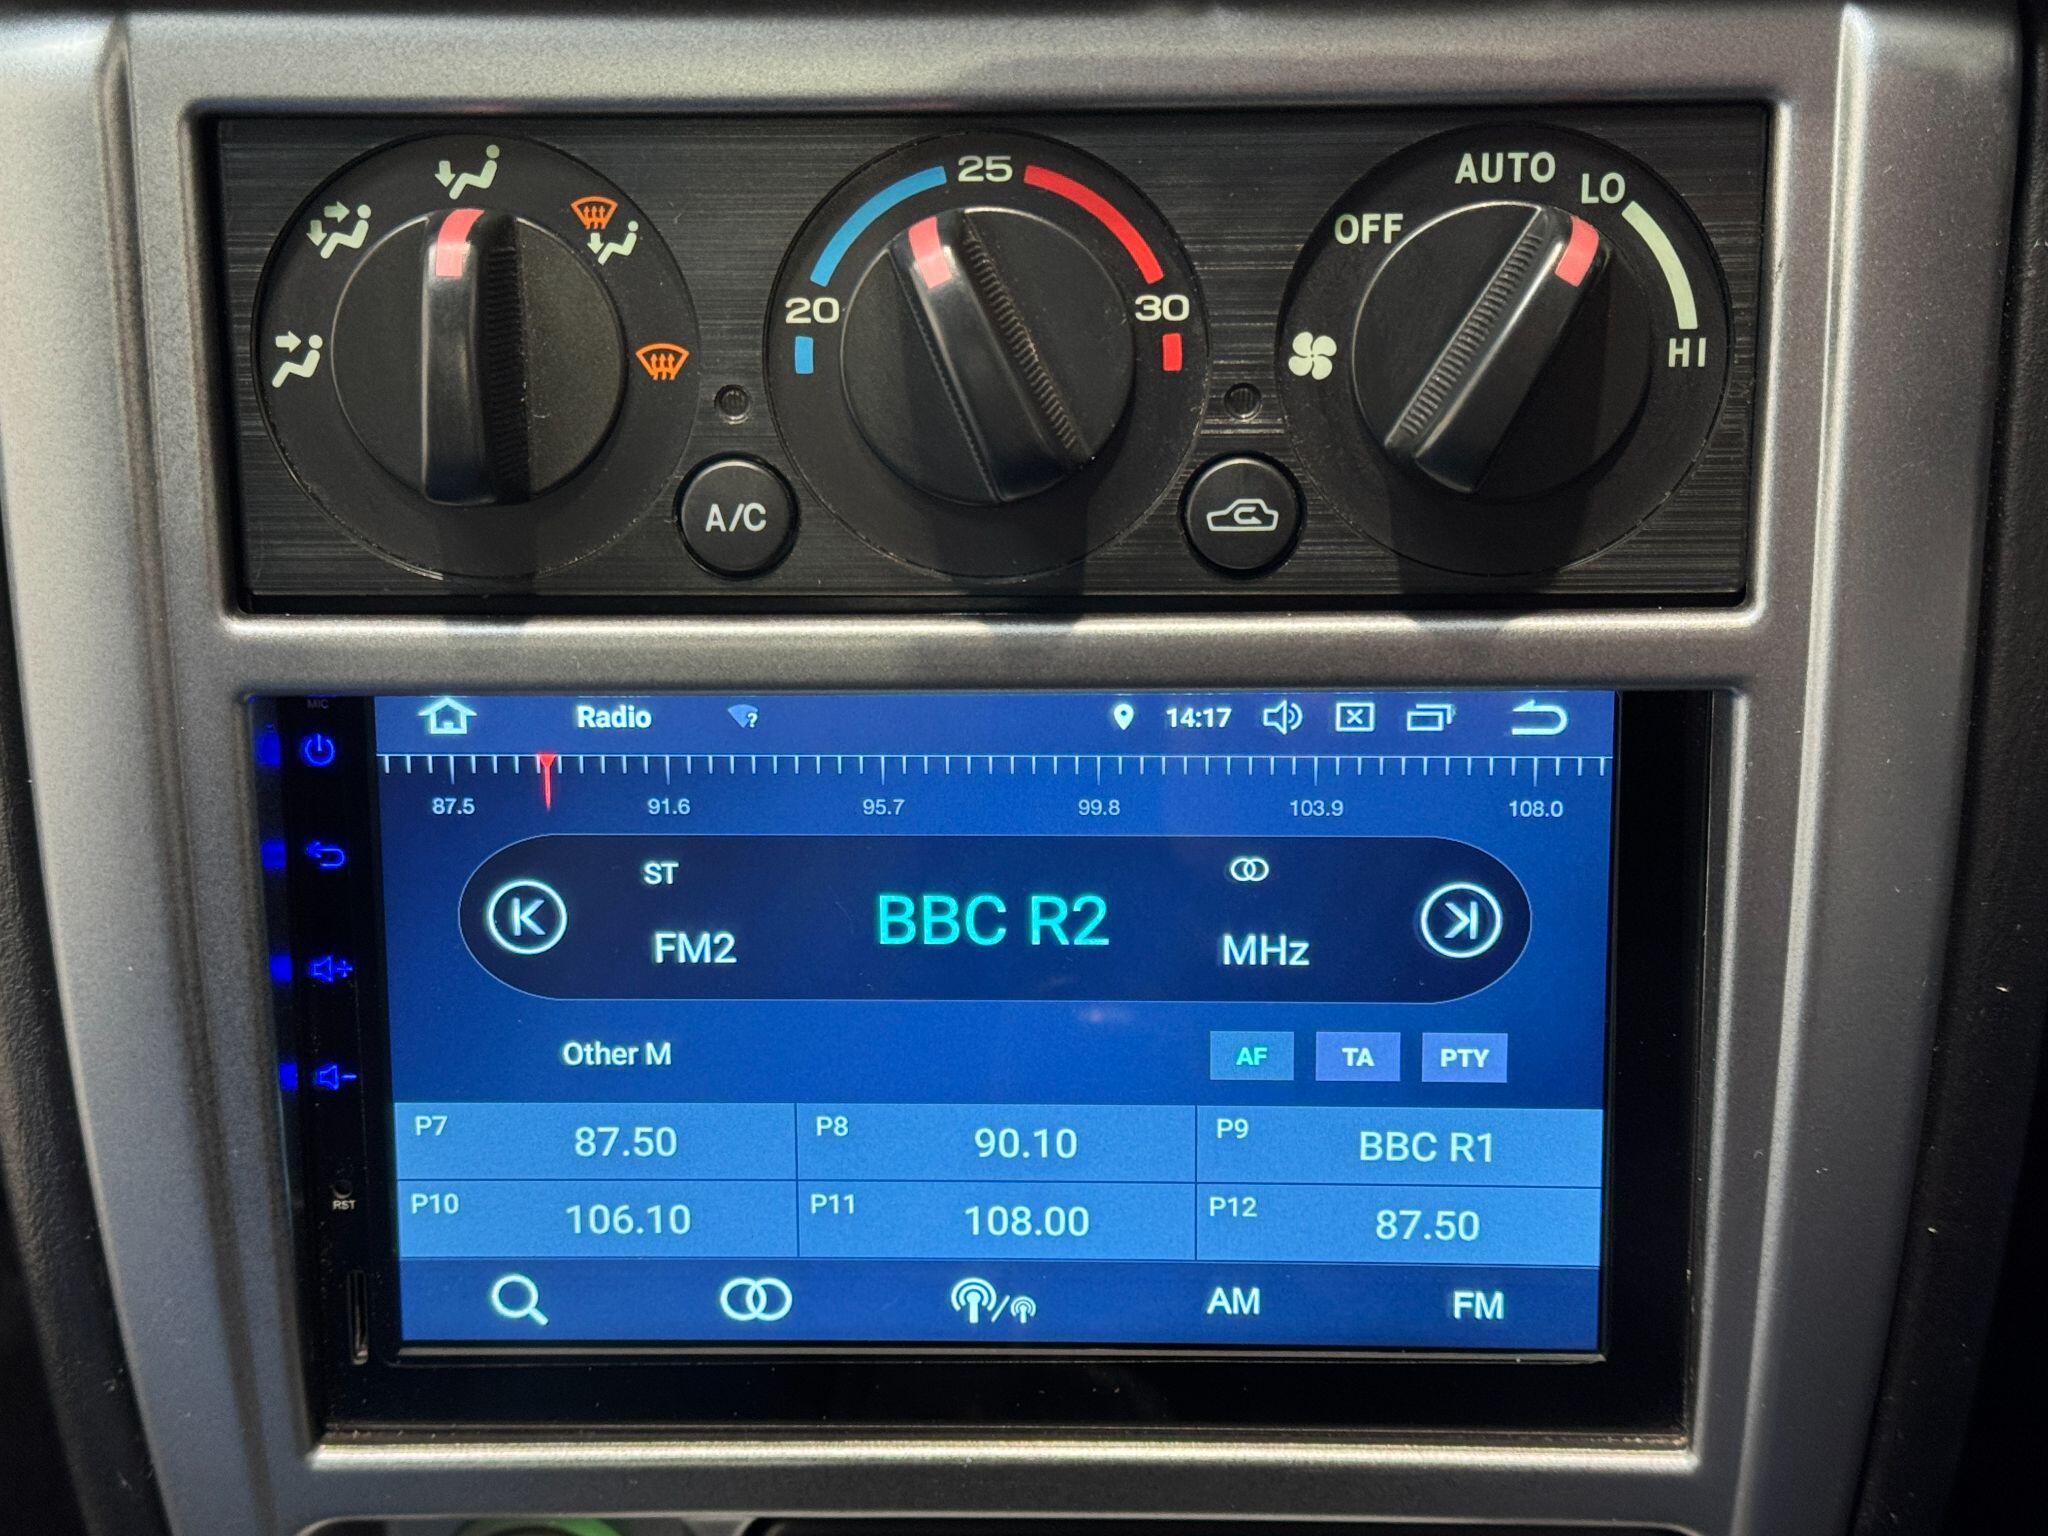 25
AUTO
LO
OFF
20
30
HI
A/C
MIC
Radio
?
14:17
87.5 91.6 95.7 99.8 103.9 108.0
ST
BBC R2
FM2
MHz
Other M
AF TA PTY
P7 87.50 P8 90.10 P9 BBC R1
RST
P10 106.10 P11 108.00 P12 87.50
AM FM